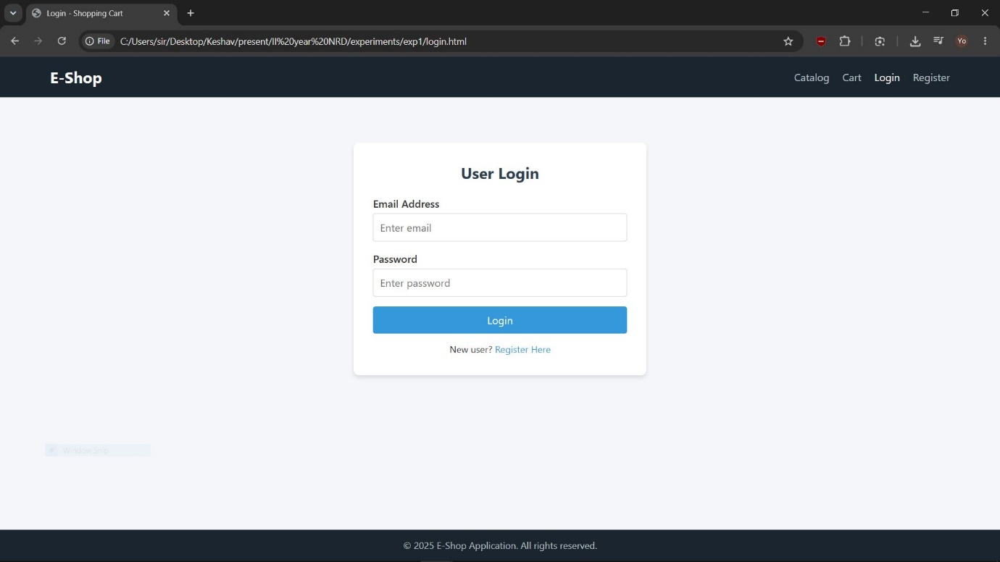 Login - Shopping Cart
File C:/Users/sir/Desktop/Keshav/present/II%20year%20NRD/experiments/exp1/login.html Yo
E-Shop Catalog Cart Login Register
User Login
Email Address
Enter email
Password
Enter password
Login
New user? Register Here
Window Snip
© 2025 E-Shop Application. All rights reserved.